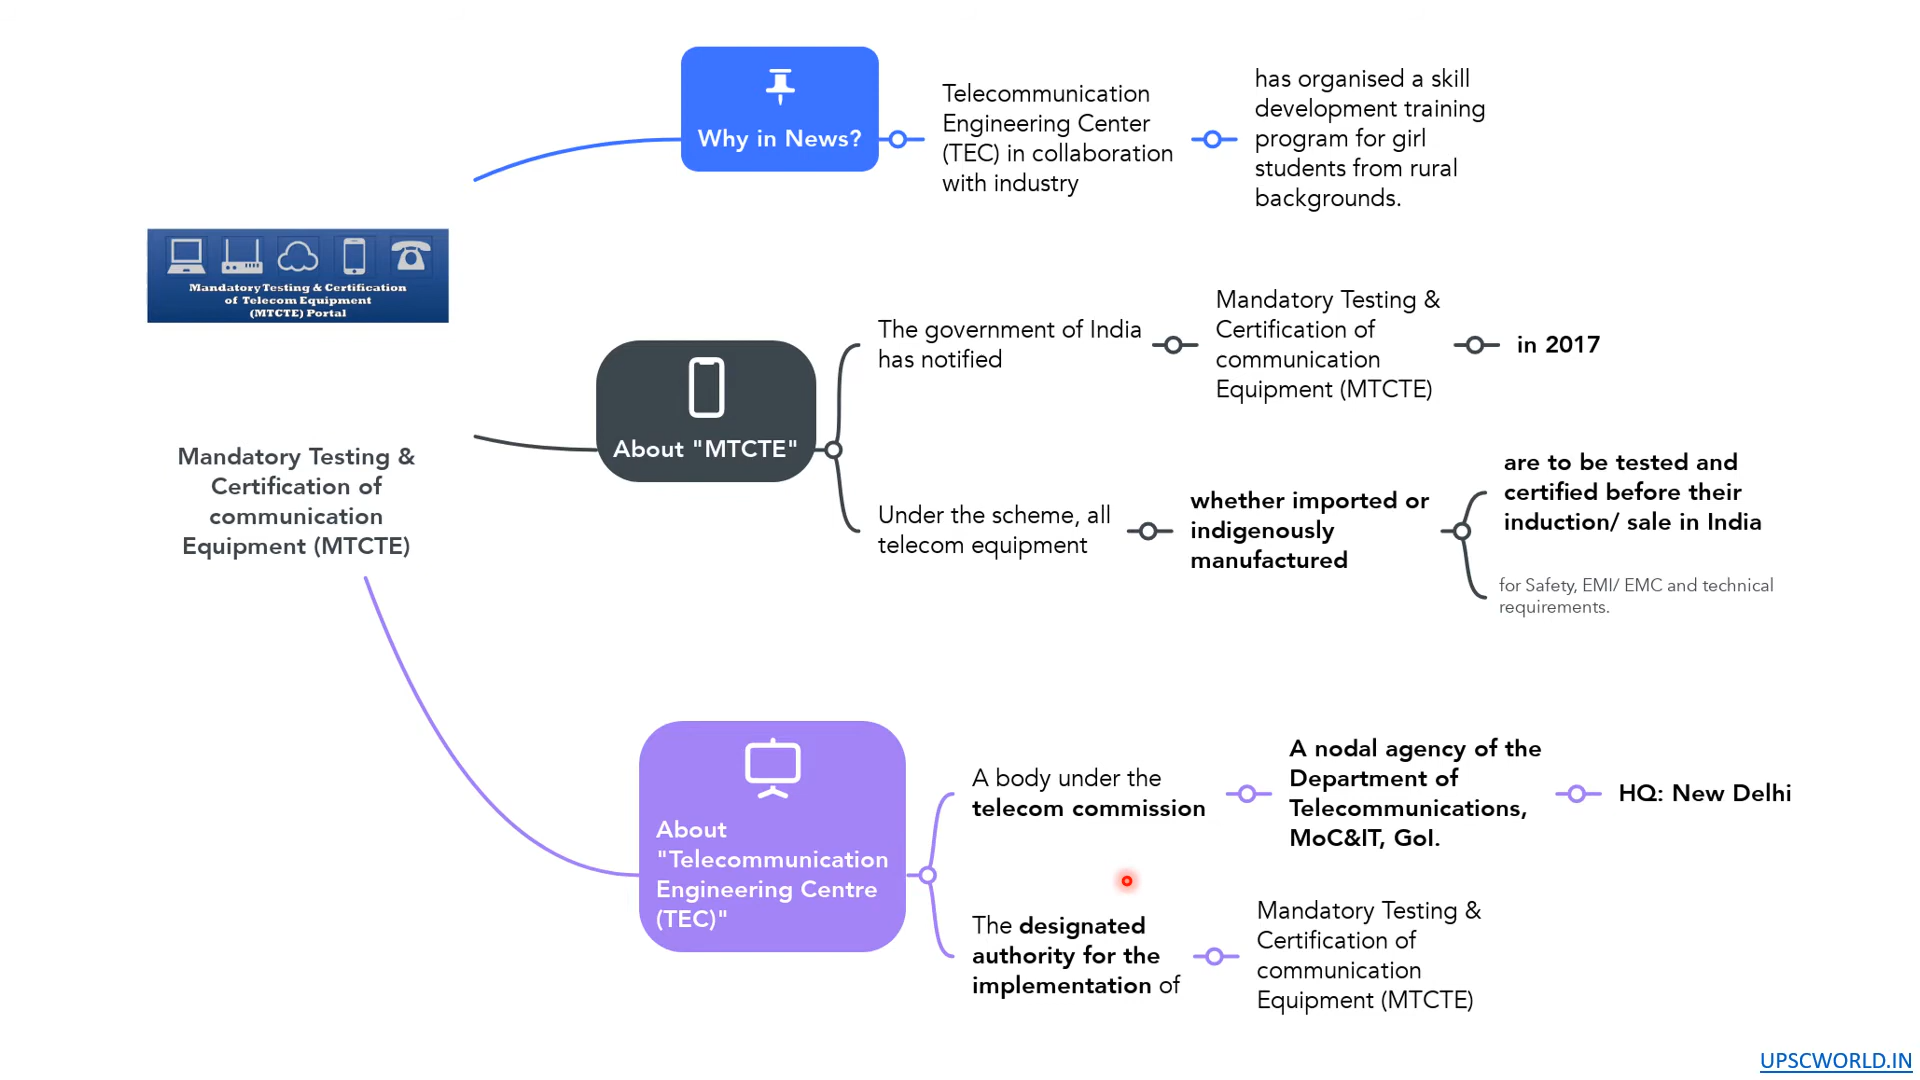 Why in News?
Telecommunication
Engineering Center
(TEC) in collaboration
with industry
has organised a skill
development training
program for girl
students from rural
backgrounds.
Mandatory Testing & Certification
of Telecom Equipment
(MTCTE) Portal
Mandatory Testing &
Certification of
communication
Equipment (MTCTE)
About "MTCTE"
The government of India
has notified
Mandatory Testing &
Certification of
communication
Equipment (MTCTE)
in 2017
Under the scheme, all
telecom equipment
whether imported or
indigenously
manufactured
are to be tested and
certified before their
induction/ sale in India
for Safety, EMI/ EMC and technical
requirements.
About
"Telecommunication
Engineering Centre
(TEC)"
A body under the
telecom commission
A nodal agency of the
Department of
Telecommunications,
MoC&IT, GoI.
HQ: New Delhi
The designated
authority for the
implementation of
Mandatory Testing &
Certification of
communication
Equipment (MTCTE)
UPSCWORLD.IN